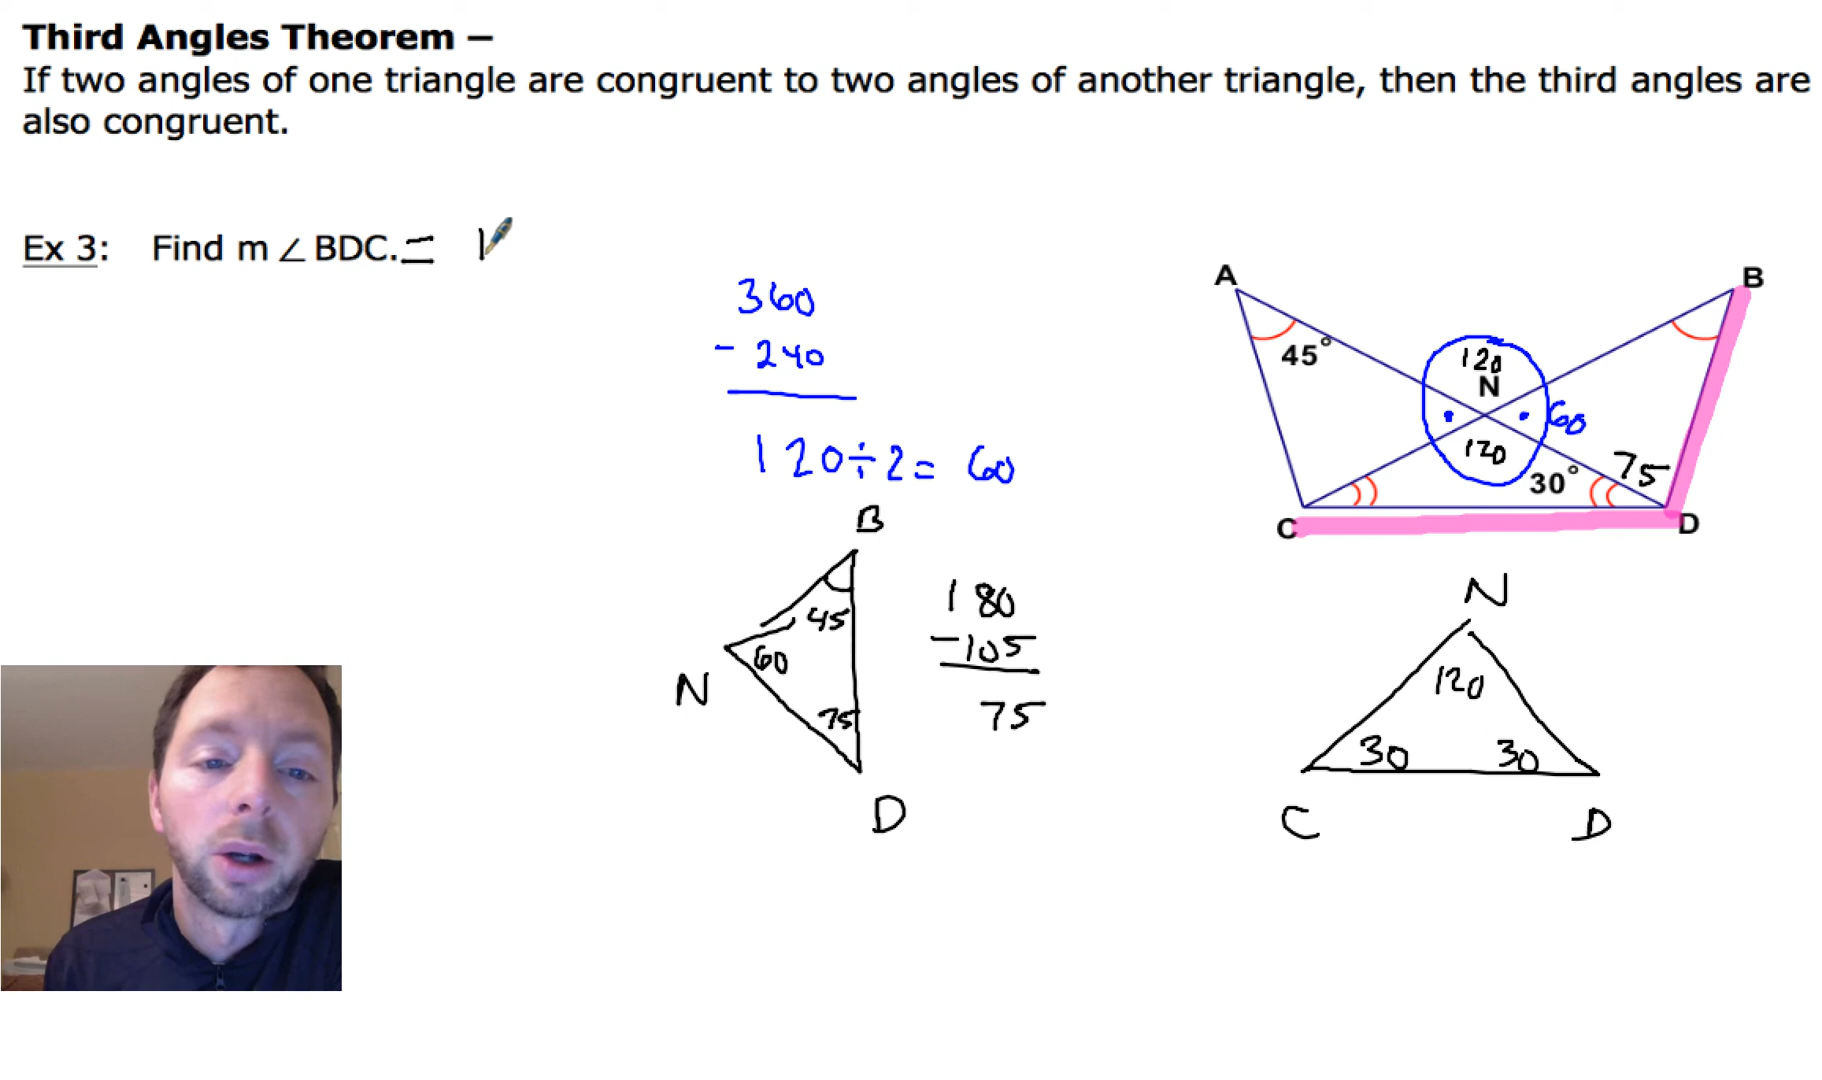 Third Angles Theorem –
If two angles of one triangle are congruent to two angles of another triangle, then the third angles are
also congruent.
Ex 3: Find m ∠ BDC. = 1
360
- 240
120 ÷ 2 = 60
A
B
45°
120
N
60
120
30°
75
C
D
B
45
60
N
75
D
180
-105
75
N
120
30
30
C
D